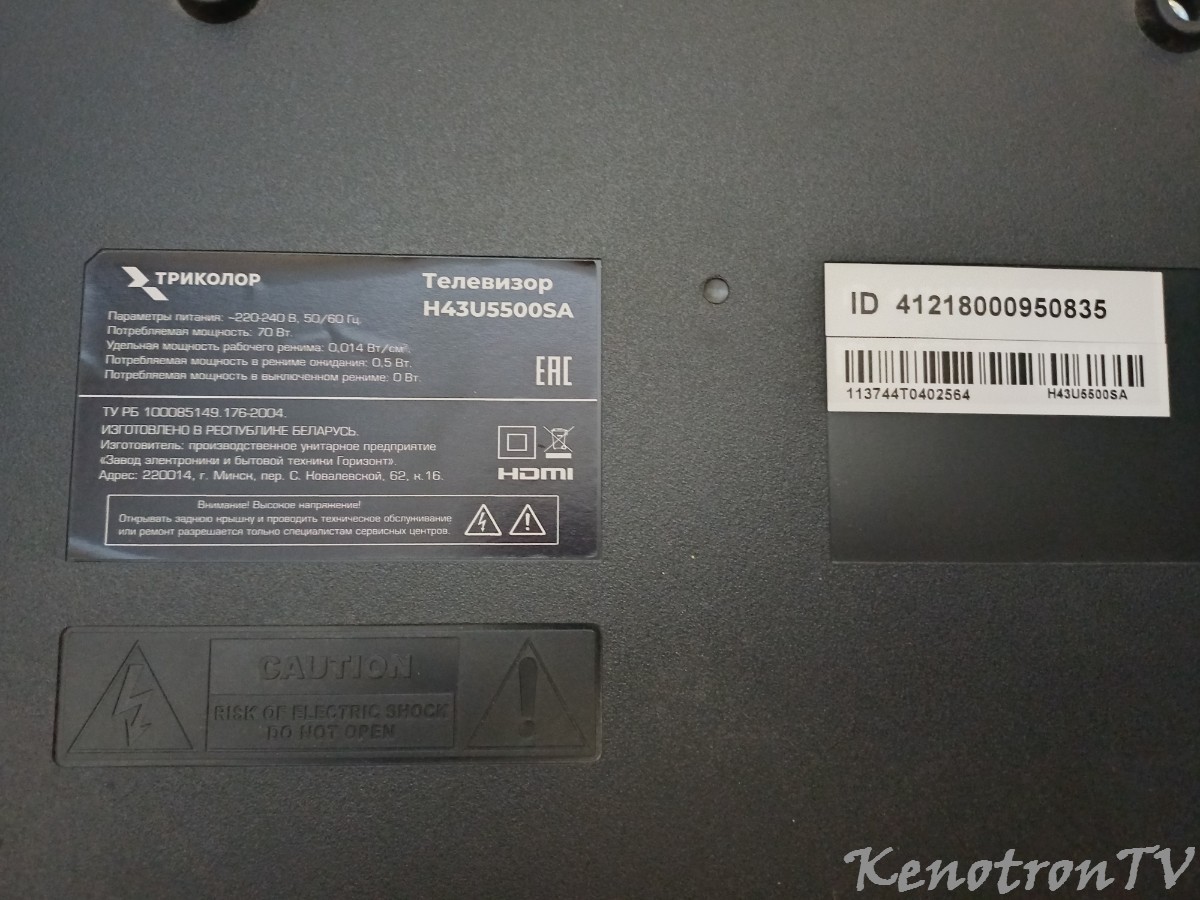 ТРИКОЛОР
Телевизор
H43U5500SA
Параметры питания: ~220-240 В, 50/60 Гц.
Потребляемая мощность: 70 Вт.
Удельная мощность рабочего режима: 0,014 Вт/см².
Потребляемая мощность в режиме ожидания: 0,5 Вт.
Потребляемая мощность в выключенном режиме: 0 Вт.
EAC
ТУ РБ 100085149.176-2004.
ИЗГОТОВЛЕНО В РЕСПУБЛИКЕ БЕЛАРУСЬ.
Изготовитель: производственное унитарное предприятие
«Завод электроники и бытовой техники Горизонт».
Адрес: 220014, г. Минск, пер. С. Ковалевской, 62, к.16.
HDMI
Внимание! Высокое напряжение!
Открывать заднюю крышку и проводить техническое обслуживание
или ремонт разрешается только специалистам сервисных центров.
ID 41218000950835
113744T0402564 H43U5500SA
CAUTION
RISK OF ELECTRIC SHOCK
DO NOT OPEN
KenotronTV